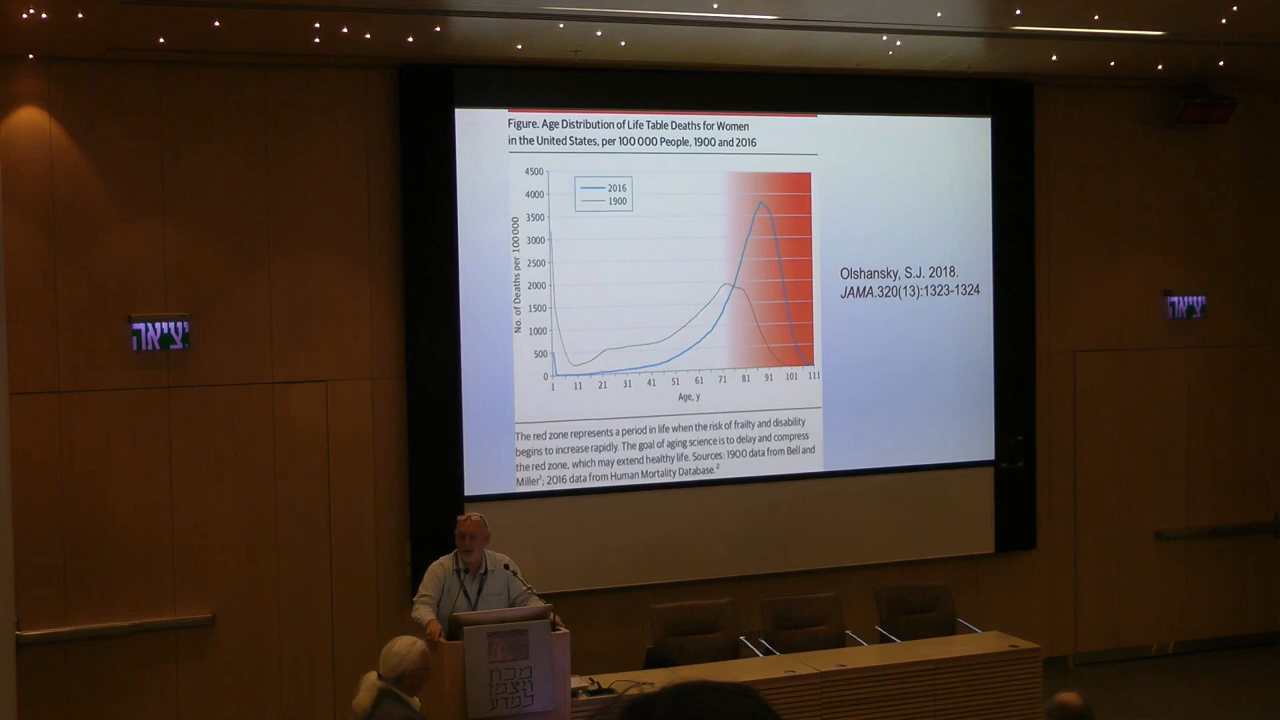 Figure. Age Distribution of Life Table Deaths for Women
in the United States, per 100 000 People, 1900 and 2016
4500
4000
3500
3000
2500
2000
1500
1000
500
0
No. of Deaths per 100 000
2016
1900
1 11 21 31 41 51 61 71 81 91 101 111
Age, y
The red zone represents a period in life when the risk of frailty and disability
begins to increase rapidly. The goal of aging science is to delay and compress
the red zone, which may extend healthy life. Sources: 1900 data from Bell and
Miller¹; 2016 data from Human Mortality Database.²
Olshansky, S.J. 2018.
JAMA.320(13):1323-1324
יציאה
יציאה
מכון
ויצמן
למדע